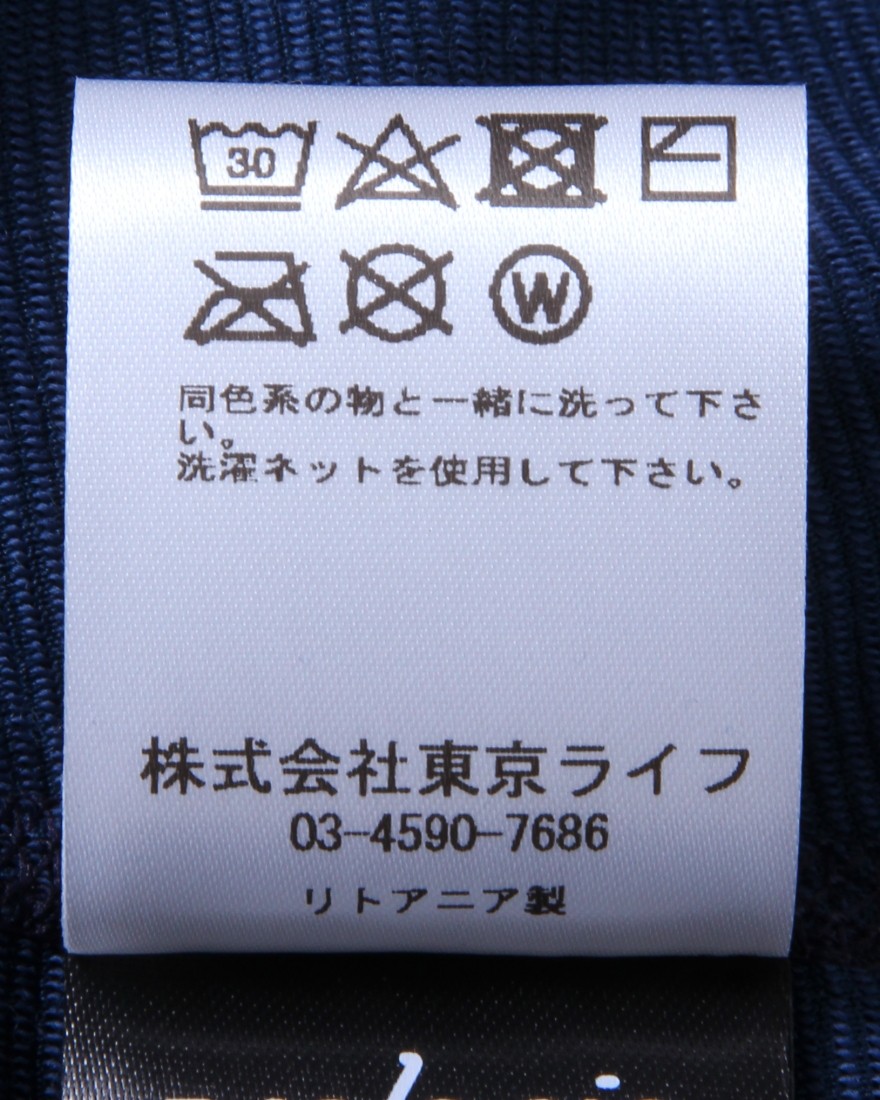 30
W
同色系の物と一緒に洗って下さ
い。
洗濯ネットを使用して下さい。
株式会社東京ライフ
03-4590-7686
リトアニア製